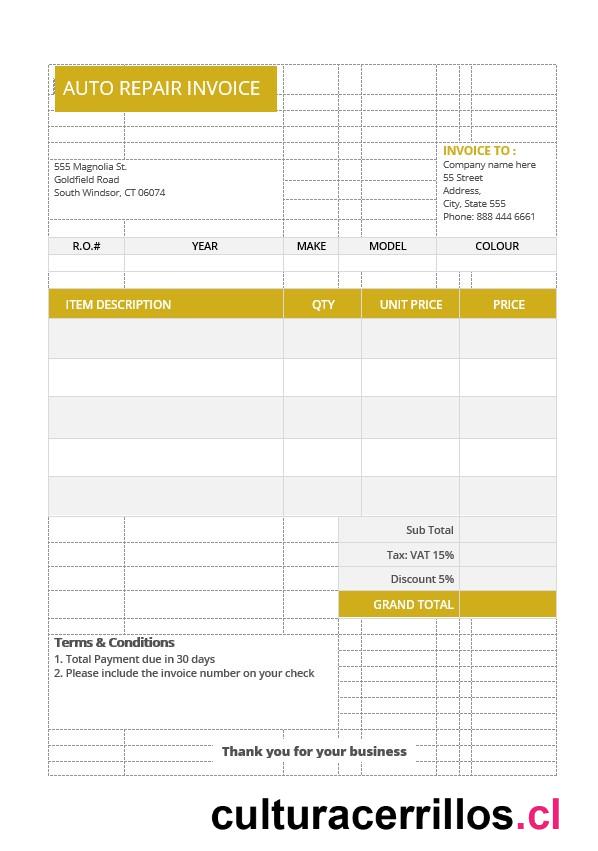 AUTO REPAIR INVOICE
555 Magnolia St.
Goldfield Road
South Windsor, CT 06074
INVOICE TO :
Company name here
55 Street
Address,
City, State 555
Phone: 888 444 6661
R.O.# YEAR MAKE MODEL COLOUR
ITEM DESCRIPTION QTY UNIT PRICE PRICE
Sub Total
Tax: VAT 15%
Discount 5%
GRAND TOTAL
Terms & Conditions
1. Total Payment due in 30 days
2. Please include the invoice number on your check
Thank you for your business
culturacerrillos.cl